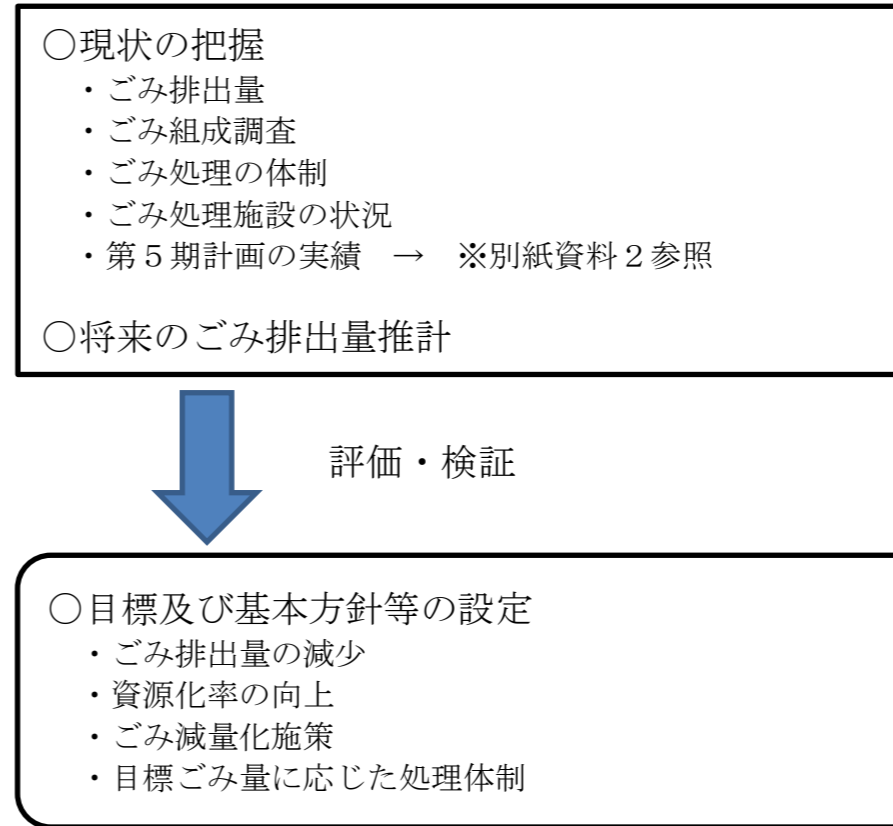 ○現状の把握
・ごみ排出量
・ごみ組成調査
・ごみ処理の体制
・ごみ処理施設の状況
・第５期計画の実績　→　※別紙資料２参照
○将来のごみ排出量推計
評価・検証
○目標及び基本方針等の設定
・ごみ排出量の減少
・資源化率の向上
・ごみ減量化施策
・目標ごみ量に応じた処理体制